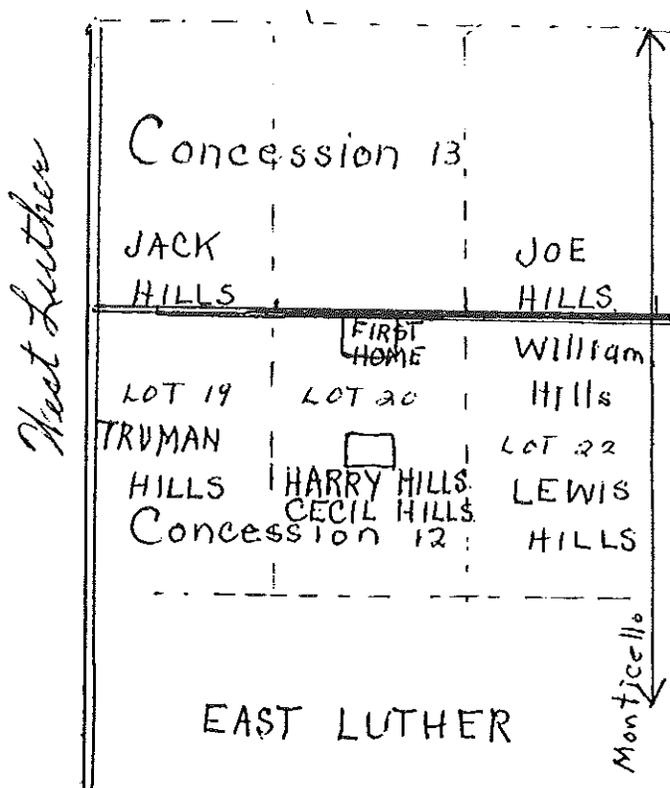 West Luther
Concession 13
JACK
HILLS
JOE
HILLS
FIRST
HOME
William
Hills
LOT 19
LOT 20
TRUMAN
HILLS
LOT 22
HARRY HILLS
CECIL HILLS
LEWIS
HILLS
Concession 12
EAST LUTHER
Monticello